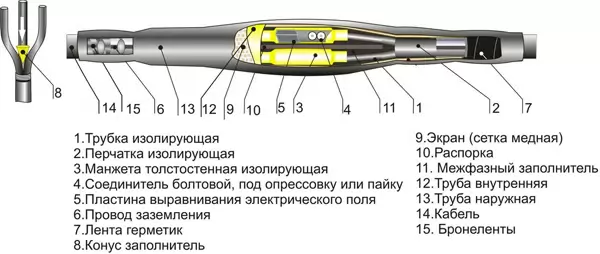 8
14
15
6
13
12
9
10
5
3
4
11
1
2
7
1.Трубка изолирующая
2.Перчатка изолирующая
3.Манжета толстостенная изолирующая
4.Соединитель болтовой, под опрессовку или пайку
5.Пластина выравнивания электрического поля
6.Провод заземления
7.Лента герметик
8.Конус заполнитель
9.Экран (сетка медная)
10.Распорка
11. Межфазный заполнитель
12.Труба внутренняя
13.Труба наружная
14.Кабель
15. Бронеленты